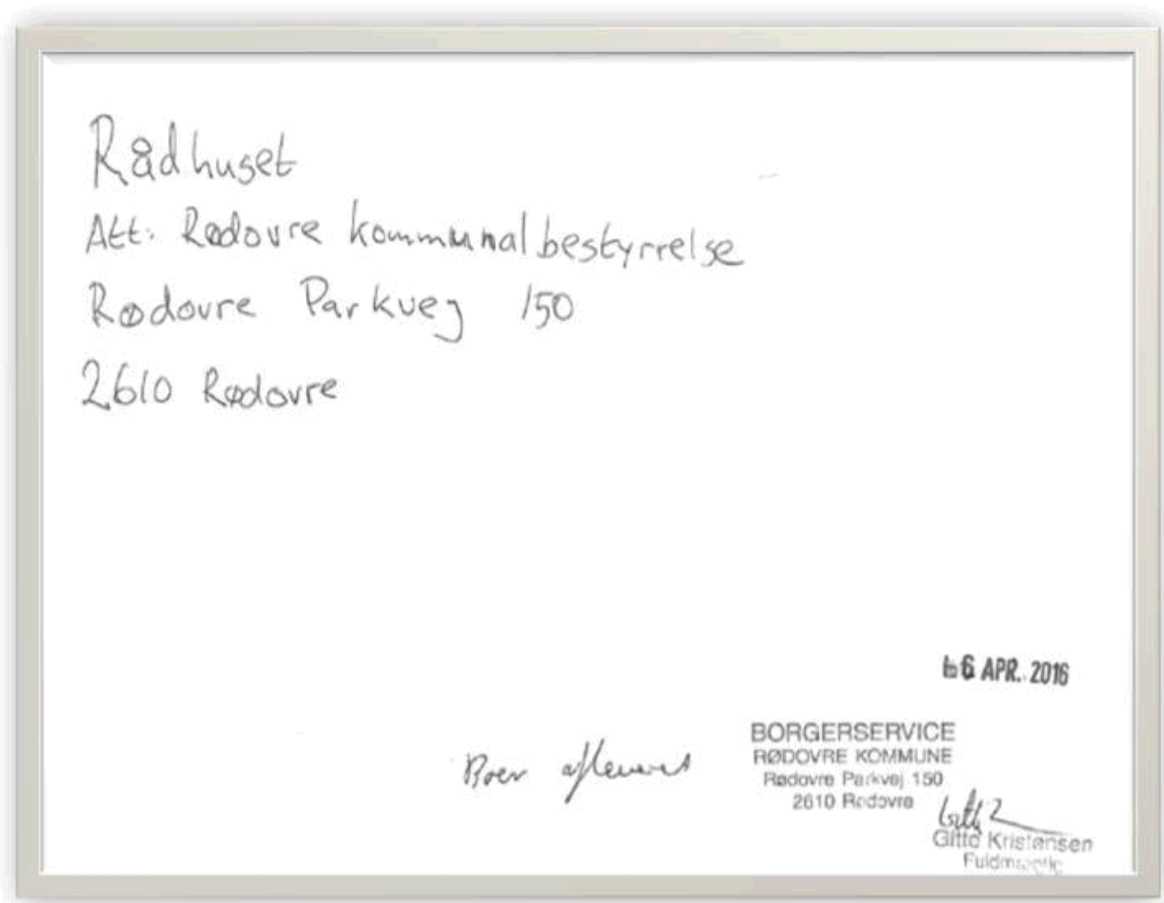 Rådhuset
Att: Rødovre kommunalbestyrrelse
Rødovre Parkvej 150
2610 Rødovre
6 APR. 2016
afleveret
BORGERSERVICE
RØDOVRE KOMMUNE
Rødovre Parkvej 150
2610 Rødovre
Gitte Kristensen